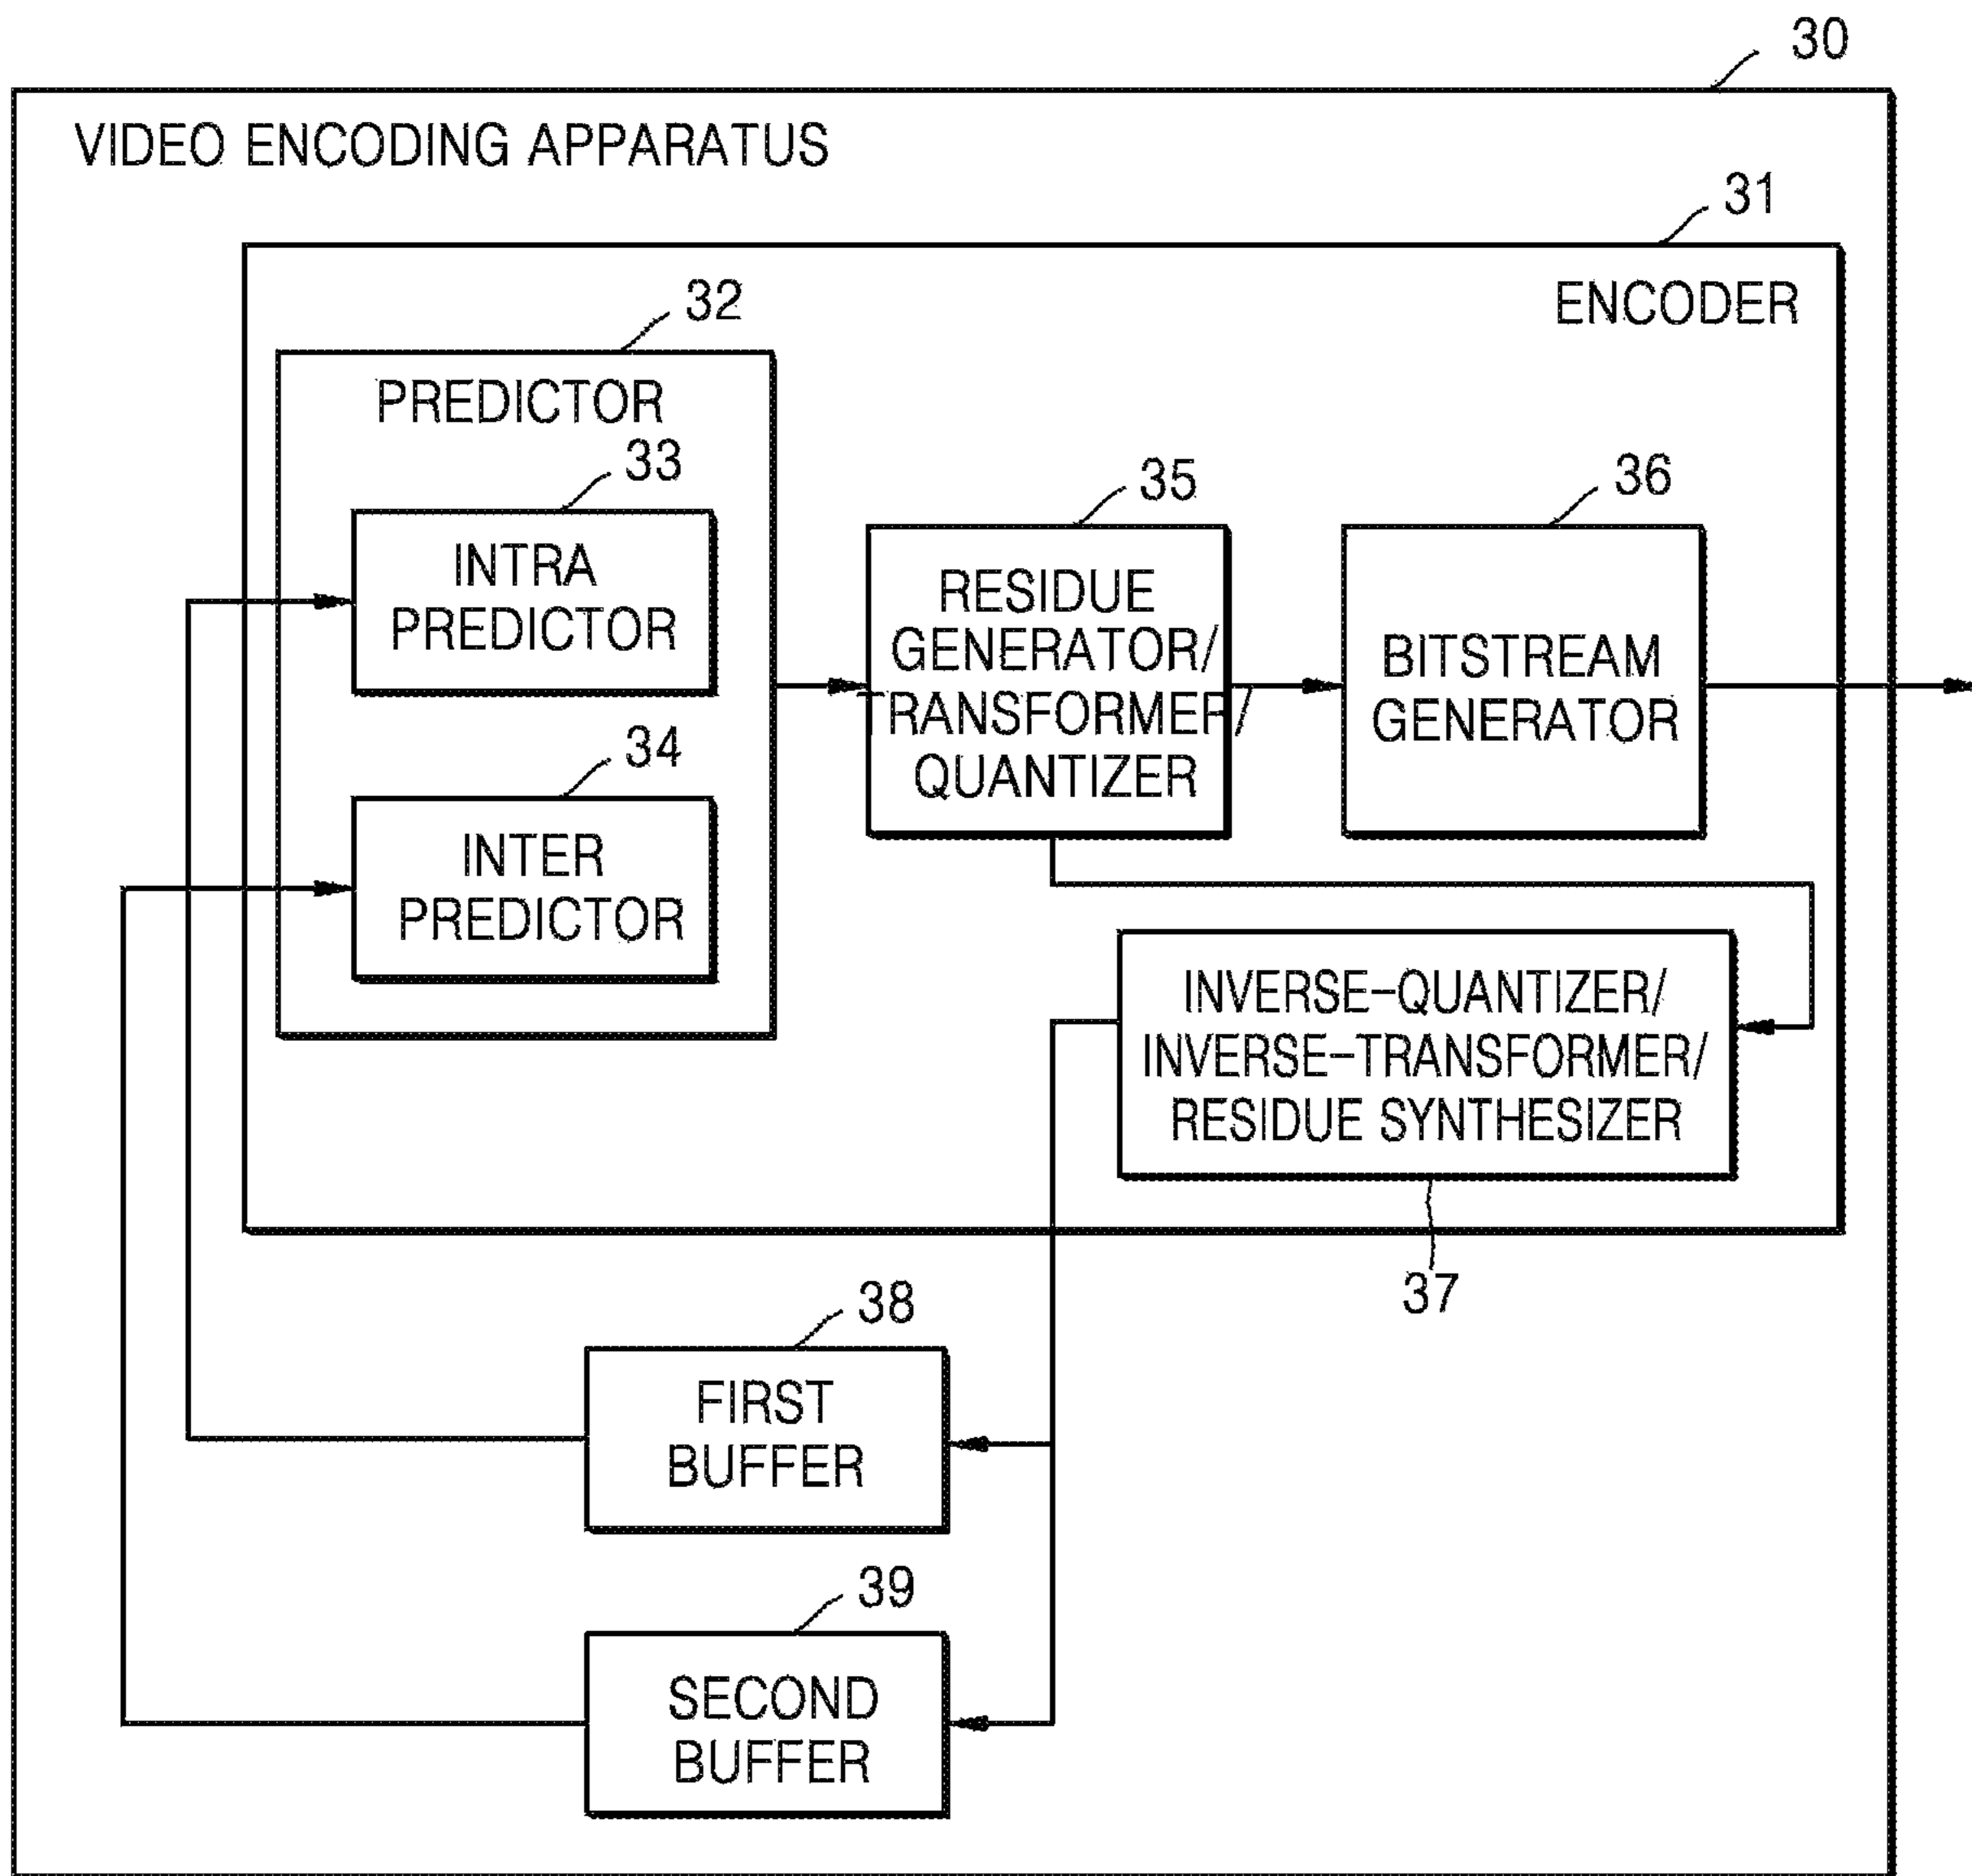 30
VIDEO ENCODING APPARATUS
31
ENCODER
32
PREDICTOR
33
INTRA
PREDICTOR
34
INTER
PREDICTOR
35
RESIDUE
GENERATOR/
TRANSFORMER/
QUANTIZER
36
BITSTREAM
GENERATOR
INVERSE-QUANTIZER/
INVERSE-TRANSFORMER/
RESIDUE SYNTHESIZER
37
38
FIRST
BUFFER
39
SECOND
BUFFER